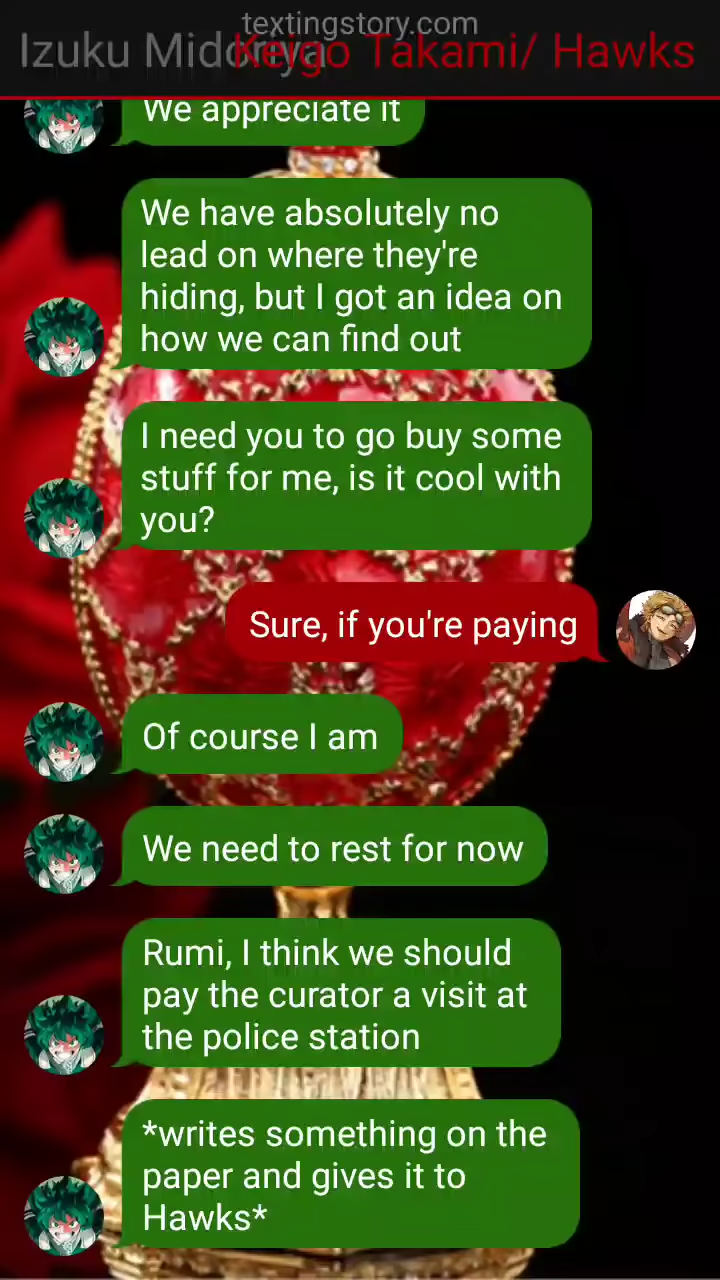 textingstory.com
Izuku Midoriya
Keigo Takami/ Hawks
We appreciate it
We have absolutely no
lead on where they're
hiding, but I got an idea on
how we can find out
I need you to go buy some
stuff for me, is it cool with
you?
Sure, if you're paying
Of course I am
We need to rest for now
Rumi, I think we should
pay the curator a visit at
the police station
*writes something on the
paper and gives it to
Hawks*